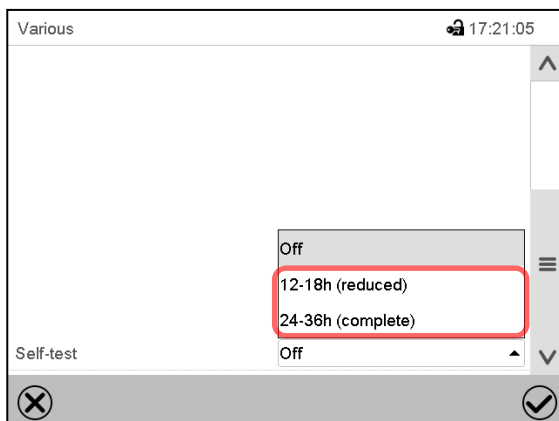 Various 17:21:05
Off
12-18h (reduced)
24-36h (complete)
Self-test Off